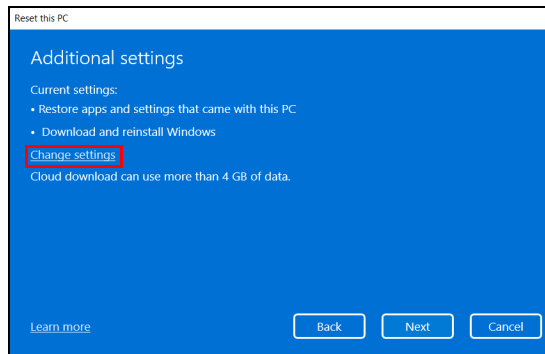 Reset this PC
Additional settings
Current settings:
• Restore apps and settings that came with this PC
• Download and reinstall Windows
Change settings
Cloud download can use more than 4 GB of data.
Learn more
Back
Next
Cancel